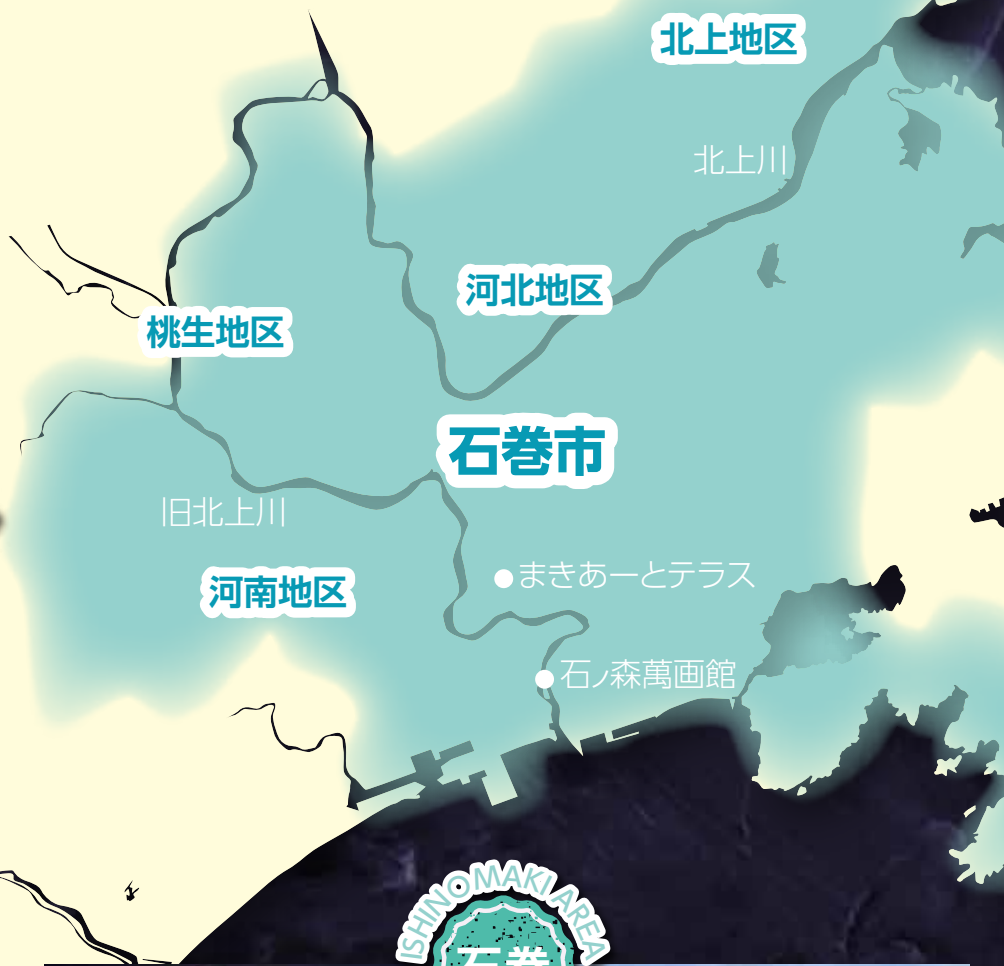 北上地区
北上川
河北地区
桃生地区
石巻市
旧北上川
まきあーとテラス
河南地区
石ノ森萬画館
ISHINOMAKI AREA
石巻